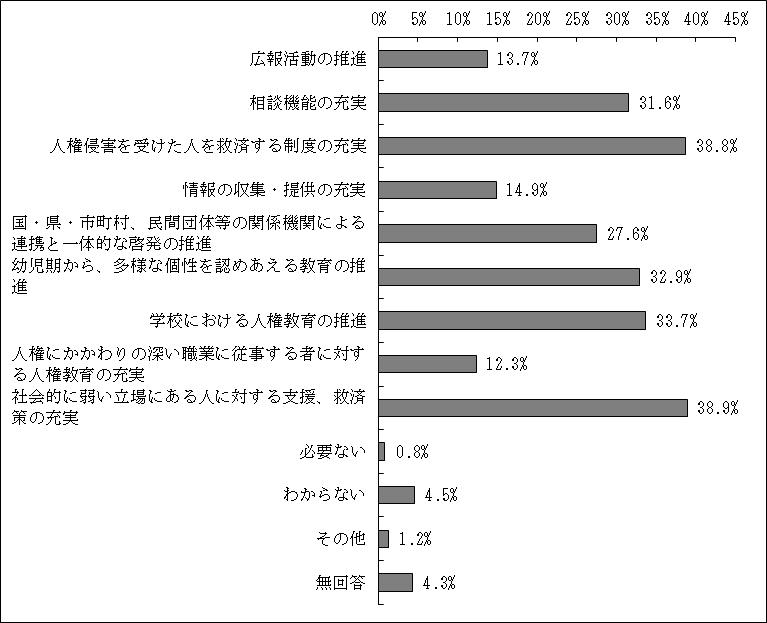 0% 5% 10% 15% 20% 25% 30% 35% 40% 45%
広報活動の推進 13.7%
相談機能の充実 31.6%
人権侵害を受けた人を救済する制度の充実 38.8%
情報の収集・提供の充実 14.9%
国・県・市町村、民間団体等の関係機関による
連携と一体的な啓発の推進 27.6%
幼児期から、多様な個性を認めあえる教育の推
進 32.9%
学校における人権教育の推進 33.7%
人権にかかわりの深い職業に従事する者に対す
る人権教育の充実 12.3%
社会的に弱い立場にある人に対する支援、救済
策の充実 38.9%
必要ない 0.8%
わからない 4.5%
その他 1.2%
無回答 4.3%